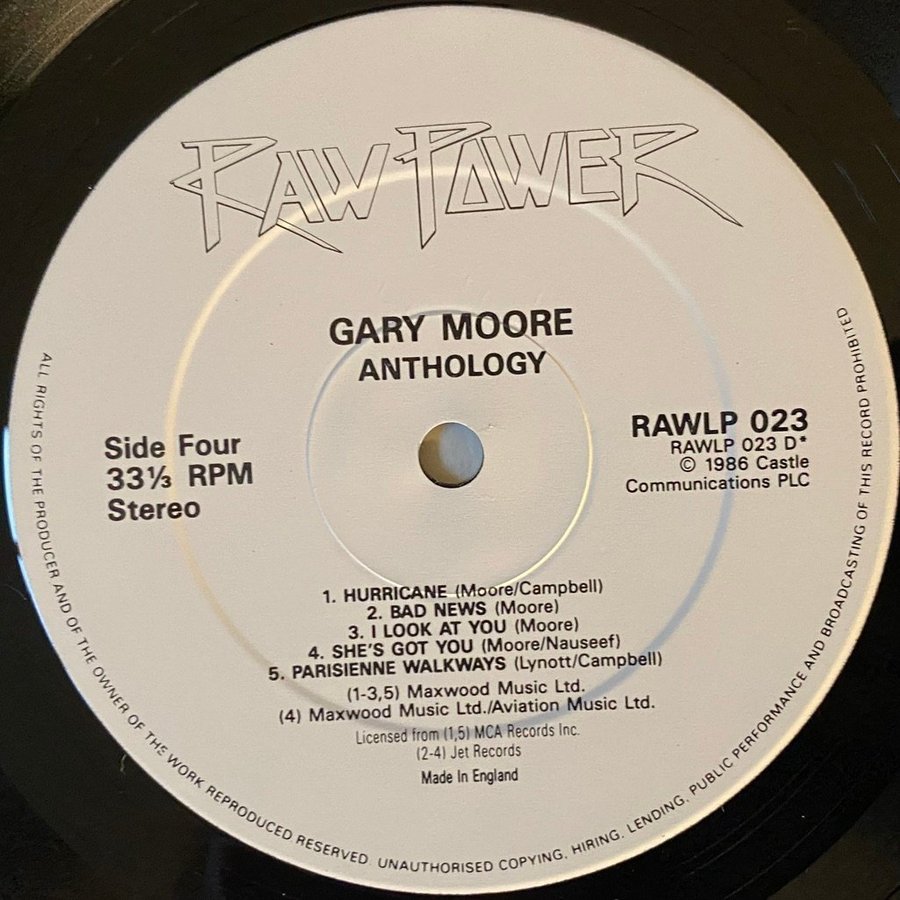 RAW POWER
GARY MOORE
ANTHOLOGY
Side Four
33⅓ RPM
Stereo
RAWLP 023
RAWLP 023 D*
© 1986 Castle
Communications PLC
1. HURRICANE (Moore/Campbell)
2. BAD NEWS (Moore)
3. I LOOK AT YOU (Moore)
4. SHE'S GOT YOU (Moore/Nauseef)
5. PARISIENNE WALKWAYS (Lynott/Campbell)
(1-3,5) Maxwood Music Ltd.
(4) Maxwood Music Ltd./Aviation Music Ltd.
Licensed from (1,5) MCA Records Inc.
(2-4) Jet Records
Made In England
ALL RIGHTS OF THE PRODUCER AND OF THE OWNER OF THE WORK REPRODUCED RESERVED. UNAUTHORISED COPYING, HIRING, LENDING, PUBLIC PERFORMANCE AND BROADCASTING OF THIS RECORD PROHIBITED